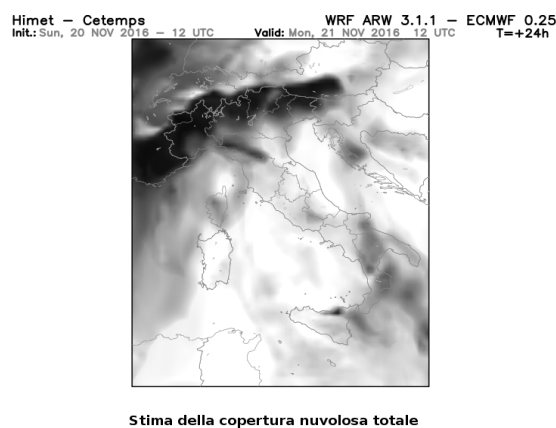 Himet – Cetemps WRF ARW 3.1.1 – ECMWF 0.25
Init.: Sun, 20 NOV 2016 – 12 UTC Valid: Mon, 21 NOV 2016 12 UTC T=+24h
Stima della copertura nuvolosa totale